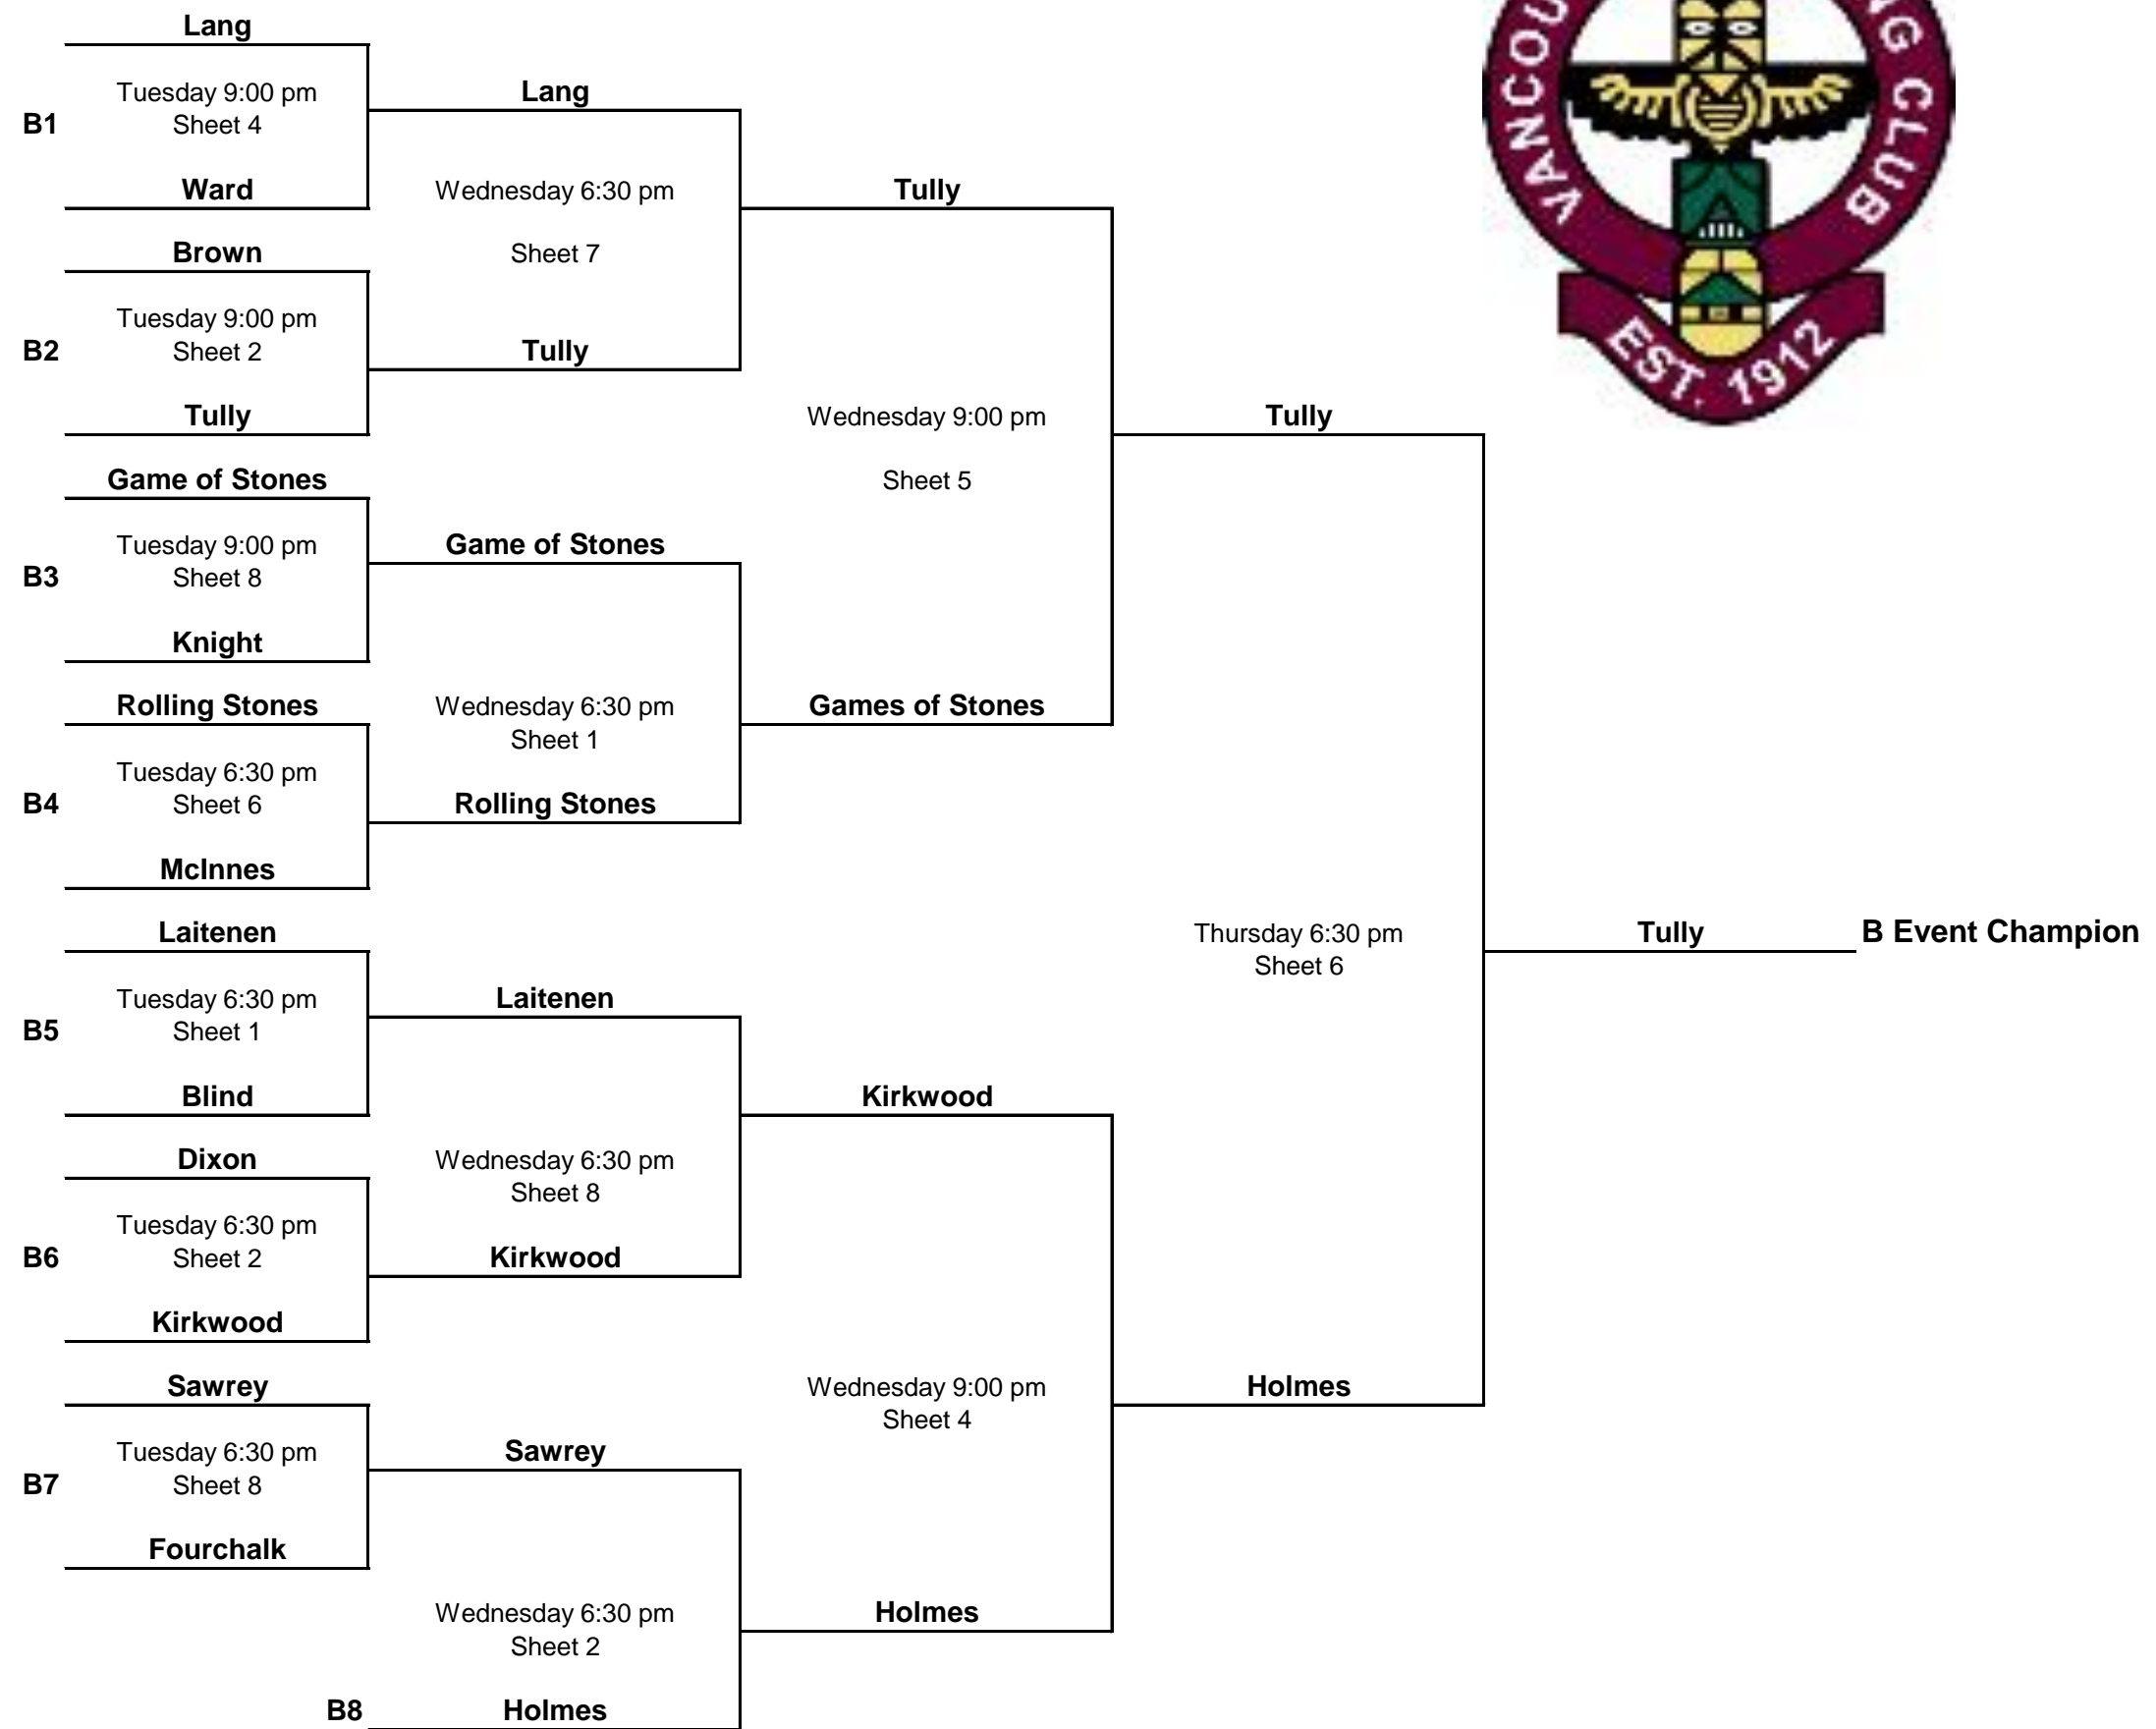 Lang
Tuesday 9:00 pm
Sheet 4
B1
Ward
Lang
Brown
Tuesday 9:00 pm
Sheet 2
B2
Tully
Tully
Wednesday 6:30 pm
Sheet 7
Tully
Game of Stones
Tuesday 9:00 pm
Sheet 8
B3
Knight
Game of Stones
Rolling Stones
Tuesday 6:30 pm
Sheet 6
B4
McInnes
Rolling Stones
Wednesday 6:30 pm
Sheet 1
Games of Stones
Wednesday 9:00 pm
Sheet 5
Tully
Laitenen
Tuesday 6:30 pm
Sheet 1
B5
Blind
Laitenen
Dixon
Tuesday 6:30 pm
Sheet 2
B6
Kirkwood
Kirkwood
Wednesday 6:30 pm
Sheet 8
Kirkwood
Sawrey
Tuesday 6:30 pm
Sheet 8
B7
Fourchalk
Sawrey
Wednesday 6:30 pm
Sheet 2
B8
Holmes
Holmes
Wednesday 9:00 pm
Sheet 4
Holmes
Thursday 6:30 pm
Sheet 6
Tully
B Event Champion
VANCOU
NG CLUB
EST. 1912